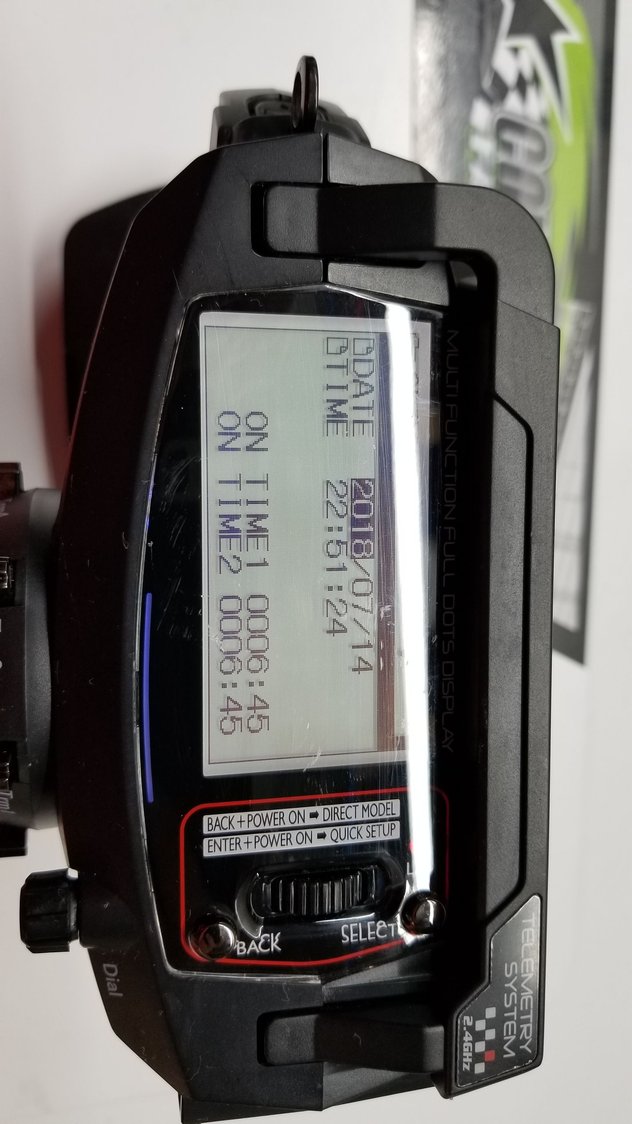 MULTI FUNCTION FULL DOTS DISPLAY
DATE 2018/07/14
TIME 22:51:24
ON TIME1 0006:45
ON TIME2 0006:45
BACK+POWER ON ➡ DIRECT MODEL
ENTER+POWER ON ➡ QUICK SETUP
SELECT
BACK
TELEMETRY
SYSTEM
2.4GHz
Dial